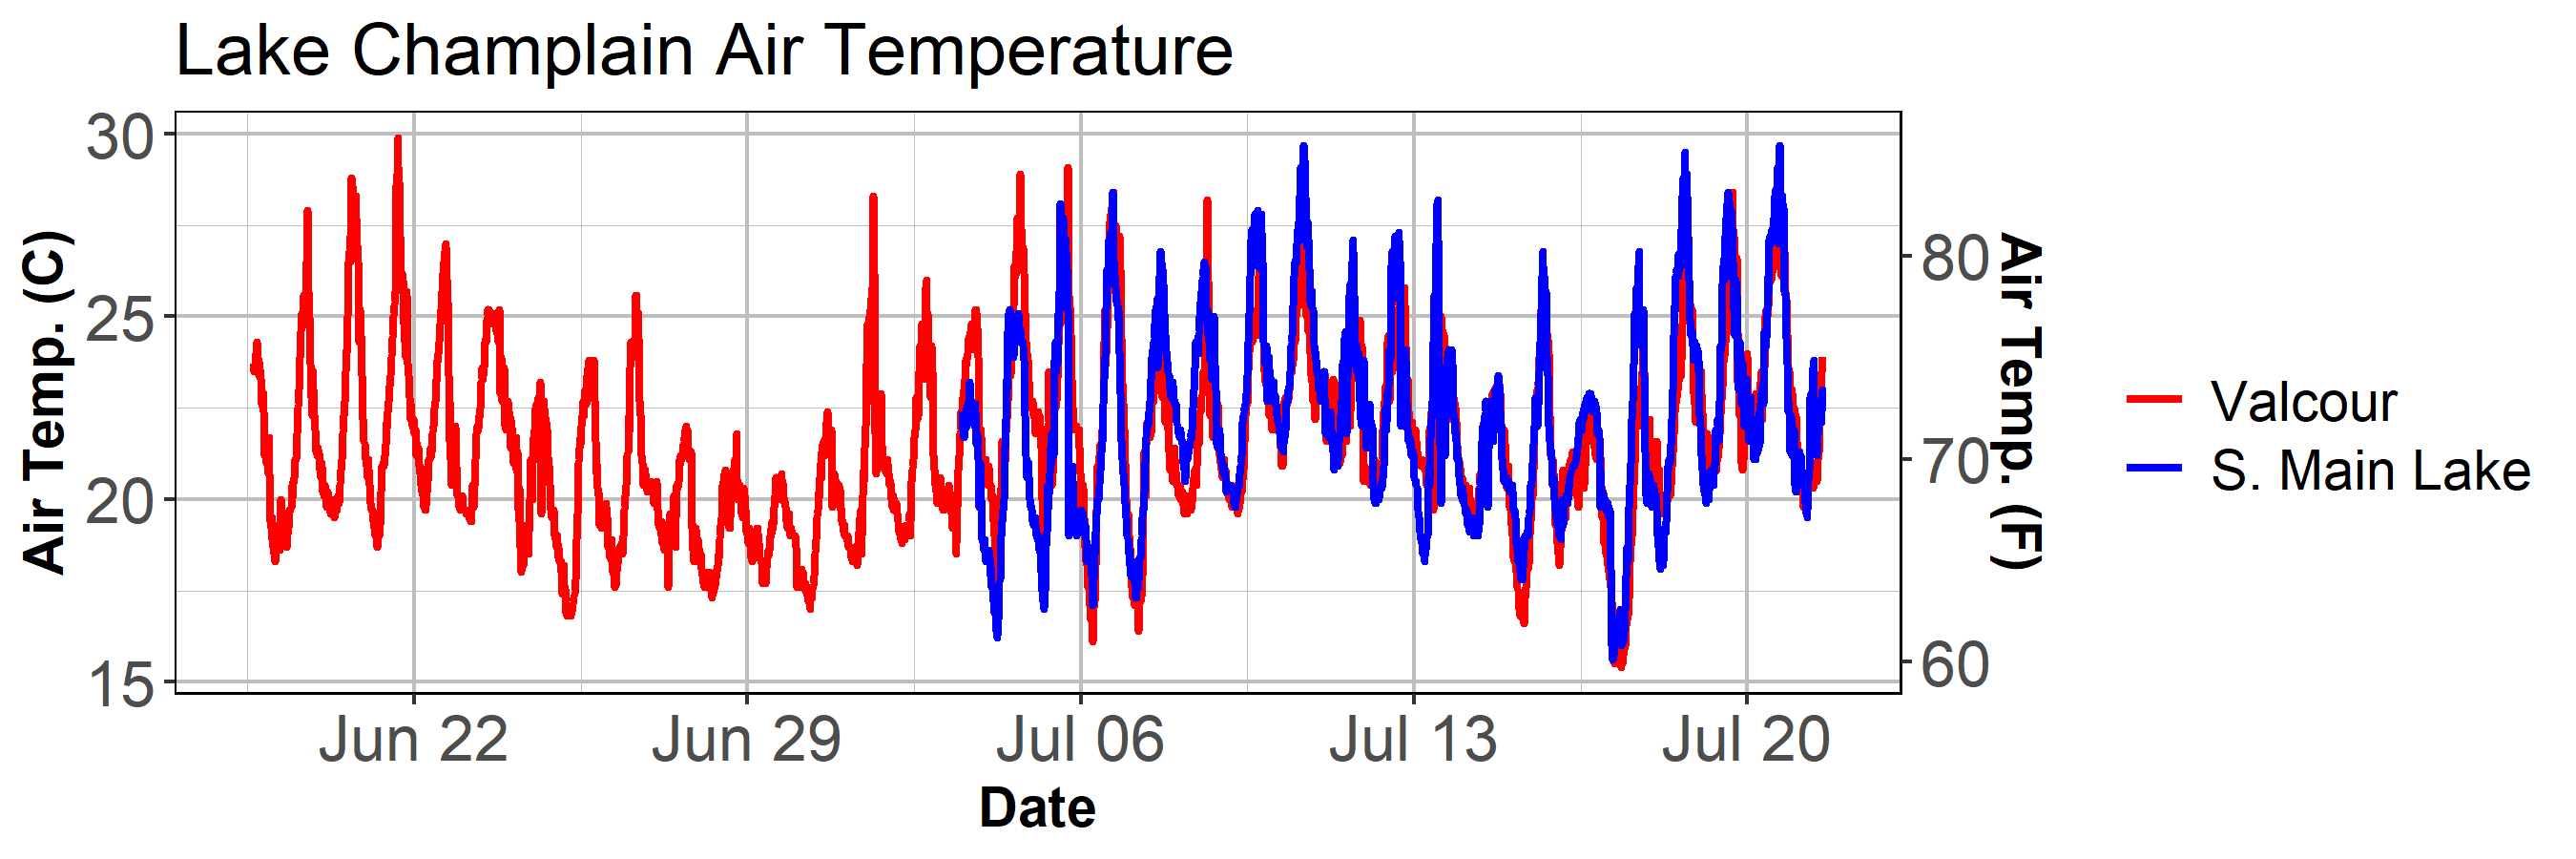 Lake Champlain Air Temperature
Air Temp. (C)
30
25
20
15
80
70
60
Air Temp. (F)
Jun 22 Jun 29 Jul 06 Jul 13 Jul 20
Date
Valcour
S. Main Lake